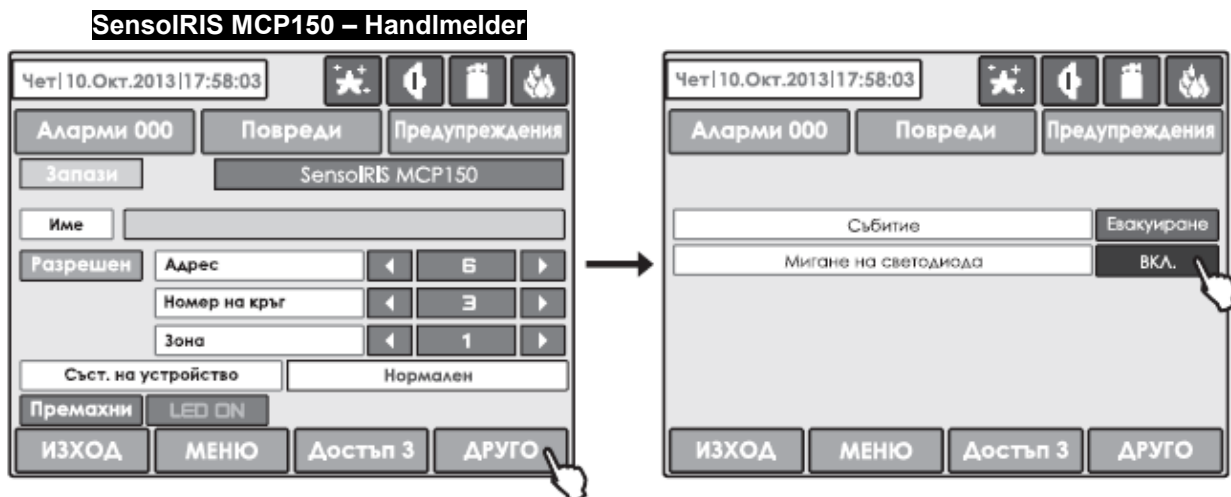 SensoIRIS MCP150 – Handlmelder
Чет|10.Окт.2013|17:58:03
Аларми 000 Повреди Предупреждения
Запази SensoIRIS MCP150
Име
Разрешен Адрес 6
Номер на кръг 3
Зона 1
Със т. на устройство Нормален
Премахни LED ON
ИЗХОД МЕНЮ Достъп 3 ДРУГО
Чет|10.Окт.2013|17:58:03
Аларми 000 Повреди Предупреждения
Събитие Евакуиране
Мигане на светодиода ВКЛ.
ИЗХОД МЕНЮ Достъп 3 ДРУГО